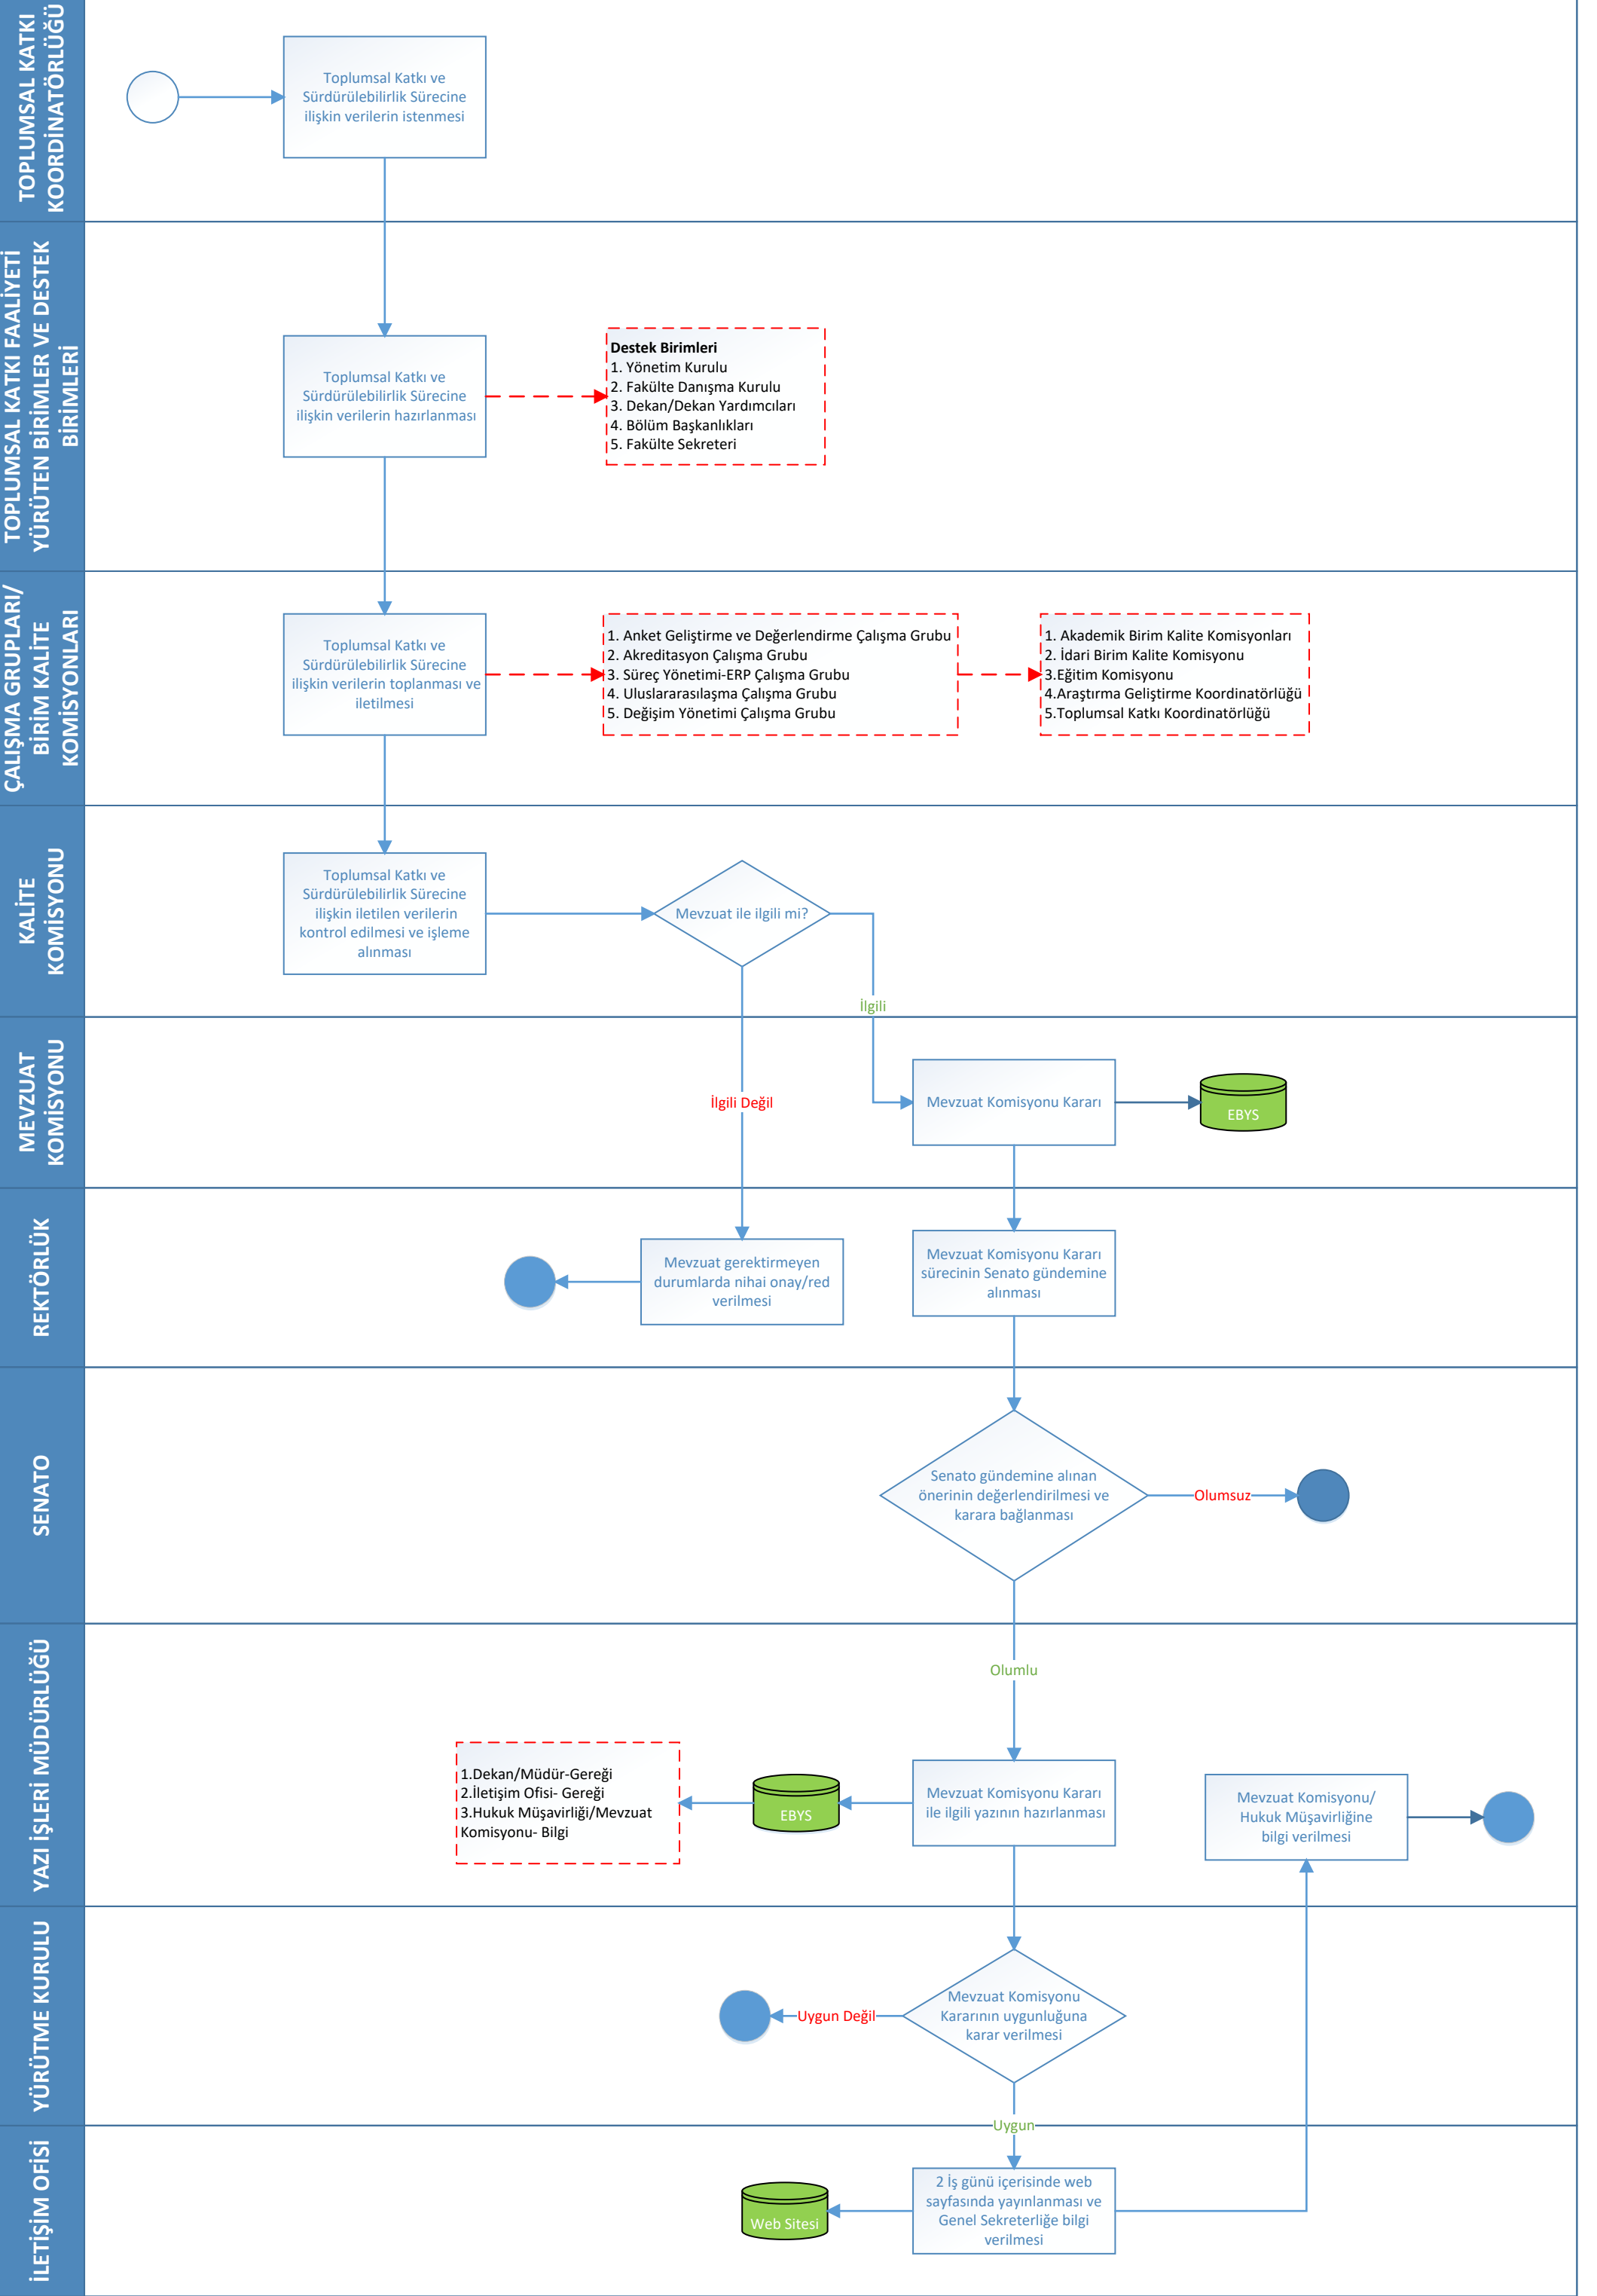 TOPLUMSAL KATKI
KOORDİNATÖRLÜĞÜ
Toplumsal Katkı ve
Sürdürülebilirlik Sürecine
ilişkin verilerin istenmesi
TOPLUMSAL KATKI FAALİYETİ
YÜRÜTEN BİRİMLER VE DESTEK
BİRİMLERİ
Toplumsal Katkı ve
Sürdürülebilirlik Sürecine
ilişkin verilerin hazırlanması
Destek Birimleri
1. Yönetim Kurulu
2. Fakülte Danışma Kurulu
3. Dekan/Dekan Yardımcıları
4. Bölüm Başkanlıkları
5. Fakülte Sekreteri
ÇALIŞMA GRUPLARI/
BİRİM KALİTE
KOMİSYONLARI
Toplumsal Katkı ve
Sürdürülebilirlik Sürecine
ilişkin verilerin toplanması ve
iletilmesi
1. Anket Geliştirme ve Değerlendirme Çalışma Grubu
2. Akreditasyon Çalışma Grubu
3. Süreç Yönetimi-ERP Çalışma Grubu
4. Uluslararasılaşma Çalışma Grubu
5. Değişim Yönetimi Çalışma Grubu
1. Akademik Birim Kalite Komisyonları
2. İdari Birim Kalite Komisyonu
3.Eğitim Komisyonu
4.Araştırma Geliştirme Koordinatörlüğü
5.Toplumsal Katkı Koordinatörlüğü
KALİTE
KOMİSYONU
Toplumsal Katkı ve
Sürdürülebilirlik Sürecine
ilişkin iletilen verilerin
kontrol edilmesi ve işleme
alınması
Mevzuat ile ilgili mi?
İlgili
MEVZUAT
KOMİSYONU
İlgili Değil
Mevzuat Komisyonu Kararı
EBYS
REKTÖRLÜK
Mevzuat gerektirmeyen
durumlarda nihai onay/red
verilmesi
Mevzuat Komisyonu Kararı
sürecinin Senato gündemine
alınması
SENATO
Senato gündemine alınan
önerinin değerlendirilmesi ve
karara bağlanması
Olumsuz
YAZI İŞLERİ MÜDÜRLÜĞÜ
Olumlu
1.Dekan/Müdür-Gereği
2.İletişim Ofisi- Gereği
3.Hukuk Müşavirliği/Mevzuat
Komisyonu- Bilgi
EBYS
Mevzuat Komisyonu Kararı
ile ilgili yazının hazırlanması
Mevzuat Komisyonu/
Hukuk Müşavirliğine
bilgi verilmesi
YÜRÜTME KURULU
Uygun Değil
Mevzuat Komisyonu
Kararının uygunluğuna
karar verilmesi
Uygun
İLETİŞİM OFİSİ
Web Sitesi
2 İş günü içerisinde web
sayfasında yayınlanması ve
Genel Sekreterliğe bilgi
verilmesi